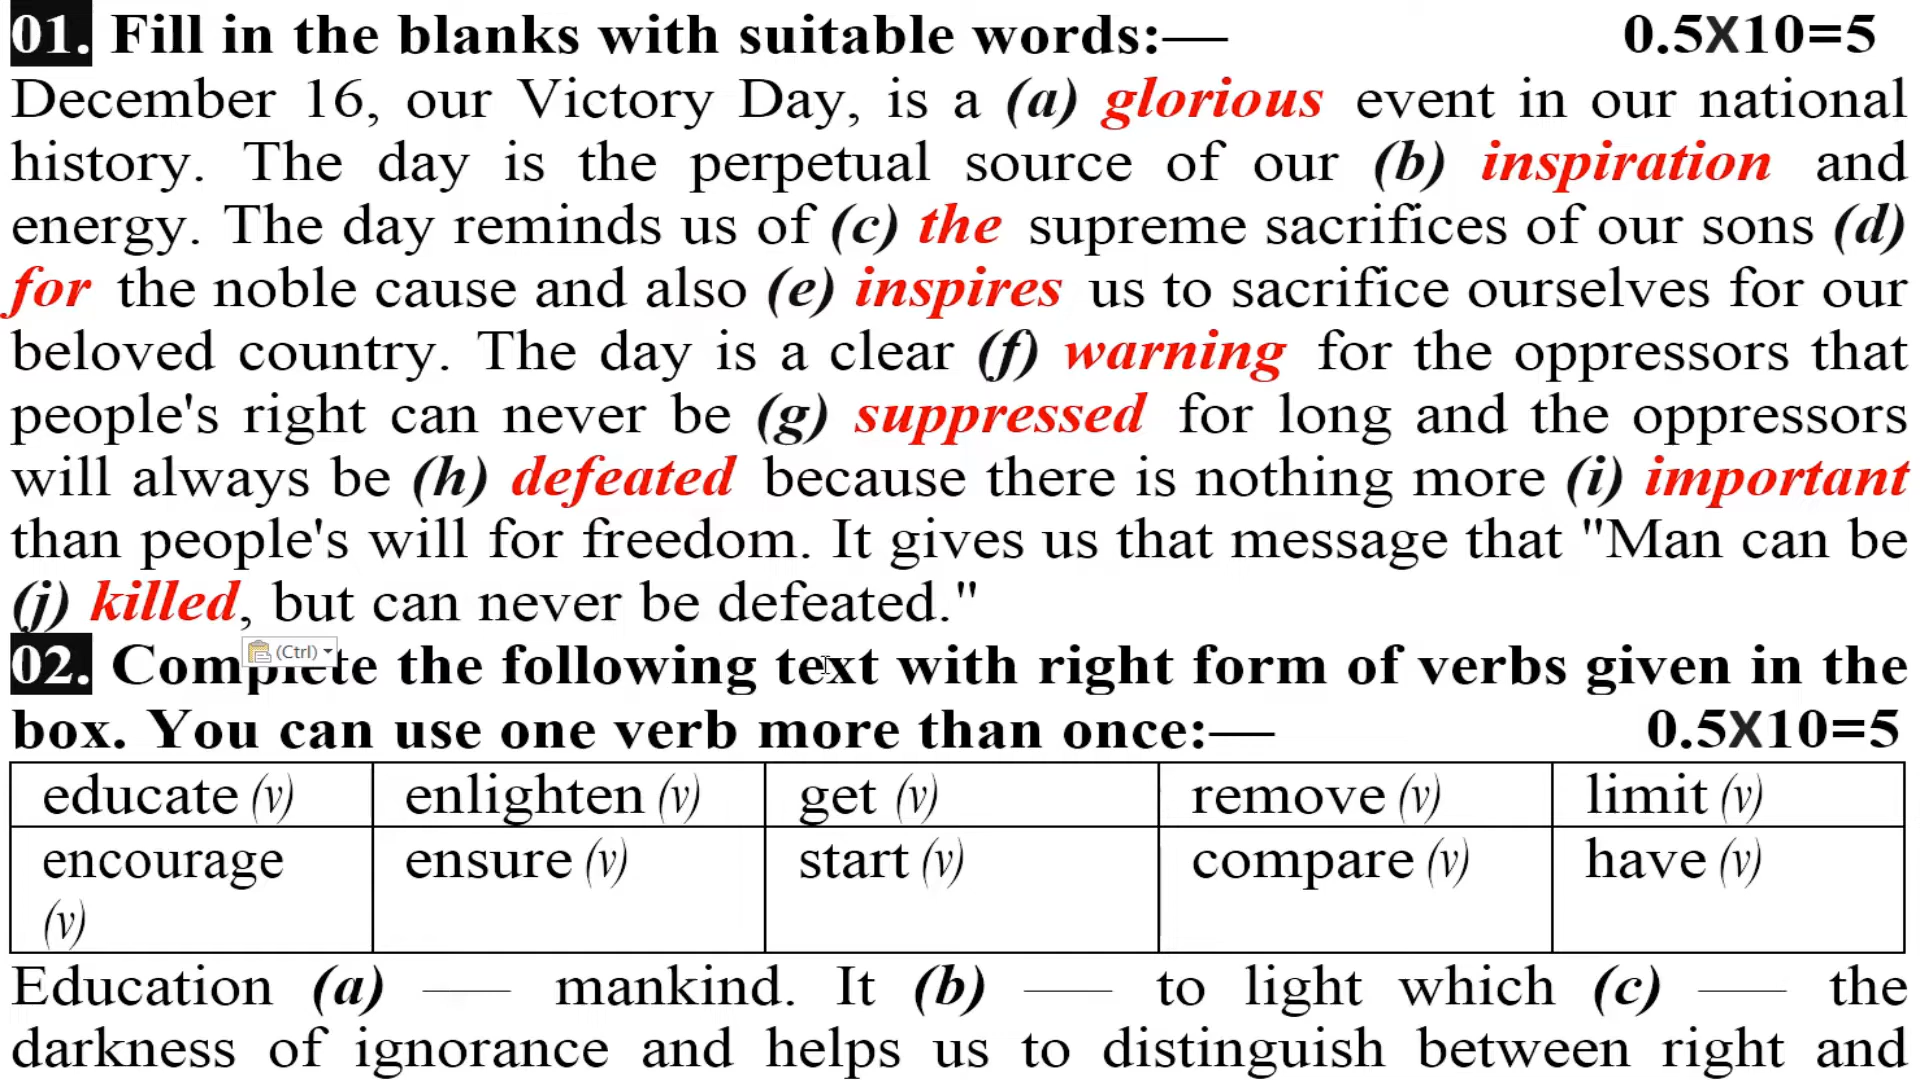 01. Fill in the blanks with suitable words:— 0.5X10=5
December 16, our Victory Day, is a (a) glorious event in our national
history. The day is the perpetual source of our (b) inspiration and
energy. The day reminds us of (c) the supreme sacrifices of our sons (d)
for the noble cause and also (e) inspires us to sacrifice ourselves for our
beloved country. The day is a clear (f) warning for the oppressors that
people's right can never be (g) suppressed for long and the oppressors
will always be (h) defeated because there is nothing more (i) important
than people's will for freedom. It gives us that message that "Man can be
(j) killed, but can never be defeated."
(Ctrl)
02. Complete the following text with right form of verbs given in the
box. You can use one verb more than once:— 0.5X10=5
educate (v) enlighten (v) get (v) remove (v) limit (v)
encourage (v) ensure (v) start (v) compare (v) have (v)
Education (a) — mankind. It (b) — to light which (c) — the
darkness of ignorance and helps us to distinguish between right and